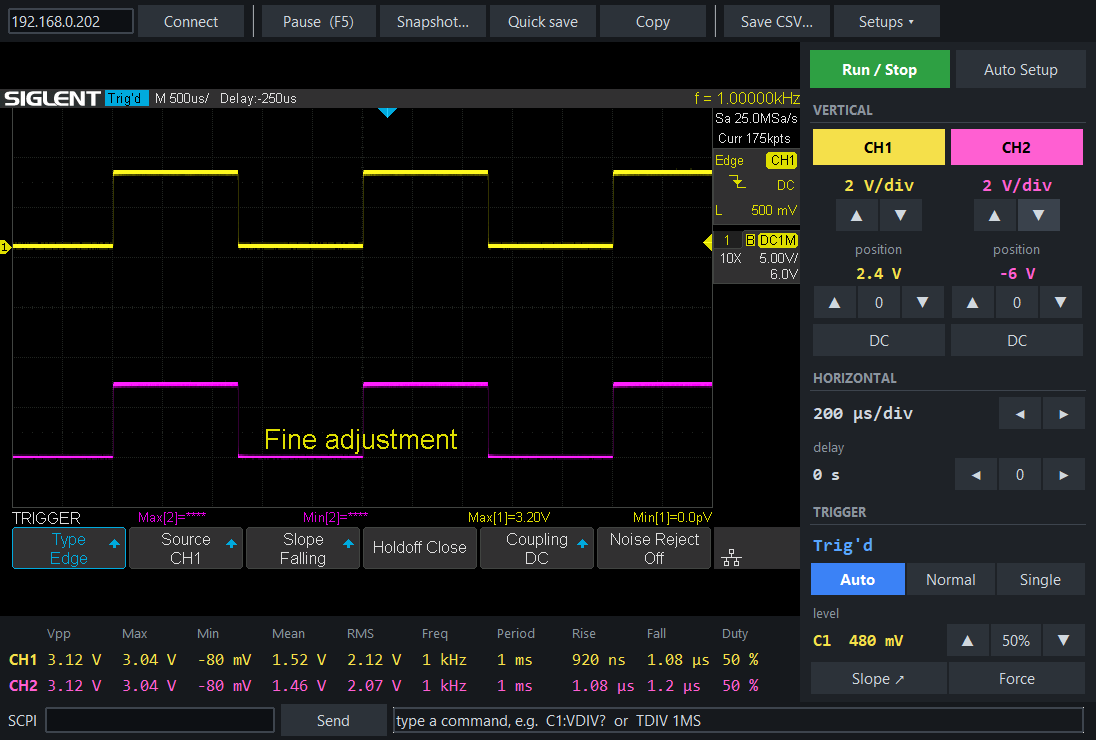 192.168.0.202 Connect Pause (F5) Snapshot... Quick save Copy Save CSV... Setups ▾
Run / Stop Auto Setup
SIGLENT Trig'd M 500us/ Delay:-250us f = 1.00000kHz
Sa 25.0MSa/s
Curr 175kpts
Edge CH1
DC
L 500 mV
1
1 B DC1M
10X 5.00V/
6.0V
Fine adjustment
TRIGGER Max[2]=**** Min[2]=**** Max[1]=3.20V Min[1]=0.0pV
Type
Edge
Source
CH1
Slope
Falling
Holdoff Close
Coupling
DC
Noise Reject
Off
VERTICAL
CH1 CH2
2 V/div 2 V/div
▲ ▼ ▲ ▼
position position
2.4 V -6 V
▲ 0 ▼ ▲ 0 ▼
DC DC
HORIZONTAL
200 µs/div ◄ ►
delay
0 s ◄ 0 ►
TRIGGER
Trig'd
Auto Normal Single
level
C1 480 mV ▲ 50% ▼
Slope ↗ Force
Vpp Max Min Mean RMS Freq Period Rise Fall Duty
CH1 3.12 V 3.04 V -80 mV 1.52 V 2.12 V 1 kHz 1 ms 920 ns 1.08 µs 50 %
CH2 3.12 V 3.04 V -80 mV 1.46 V 2.07 V 1 kHz 1 ms 1.08 µs 1.2 µs 50 %
SCPI Send type a command, e.g. C1:VDIV? or TDIV 1MS